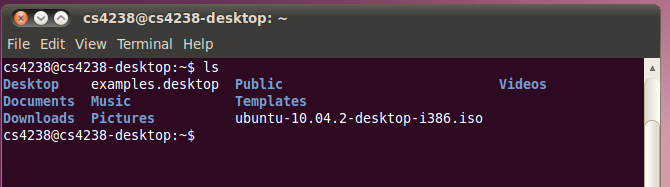 cs4238@cs4238-desktop: ~
File Edit View Terminal Help
cs4238@cs4238-desktop:~$ ls
Desktop examples.desktop Public Videos
Documents Music Templates
Downloads Pictures ubuntu-10.04.2-desktop-i386.iso
cs4238@cs4238-desktop:~$